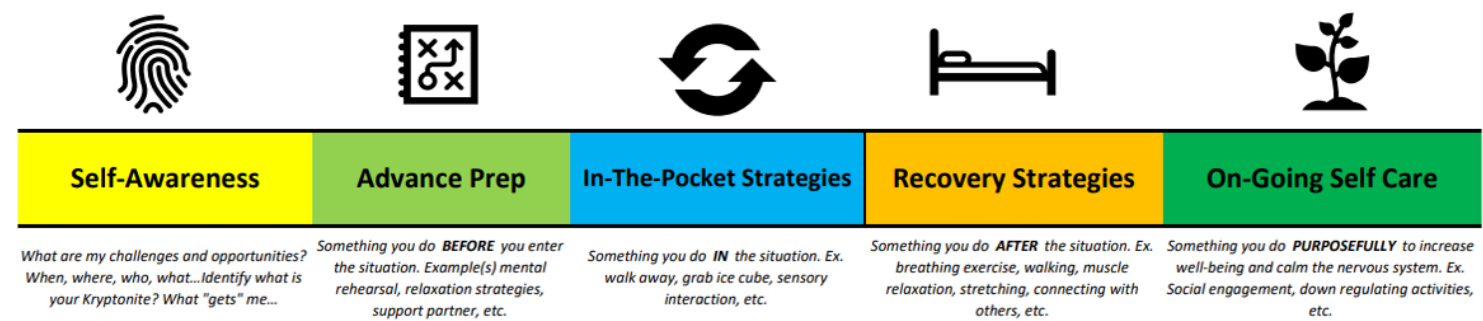 Self-Awareness
Advance Prep
In-The-Pocket Strategies
Recovery Strategies
On-Going Self Care
What are my challenges and opportunities?
When, where, who, what...Identify what is
your Kryptonite? What "gets" me...
Something you do BEFORE you enter
the situation. Example(s) mental
rehearsal, relaxation strategies,
support partner, etc.
Something you do IN the situation. Ex.
walk away, grab ice cube, sensory
interaction, etc.
Something you do AFTER the situation. Ex.
breathing exercise, walking, muscle
relaxation, stretching, connecting with
others, etc.
Something you do PURPOSEFULLY to increase
well-being and calm the nervous system. Ex.
Social engagement, down regulating activities,
etc.